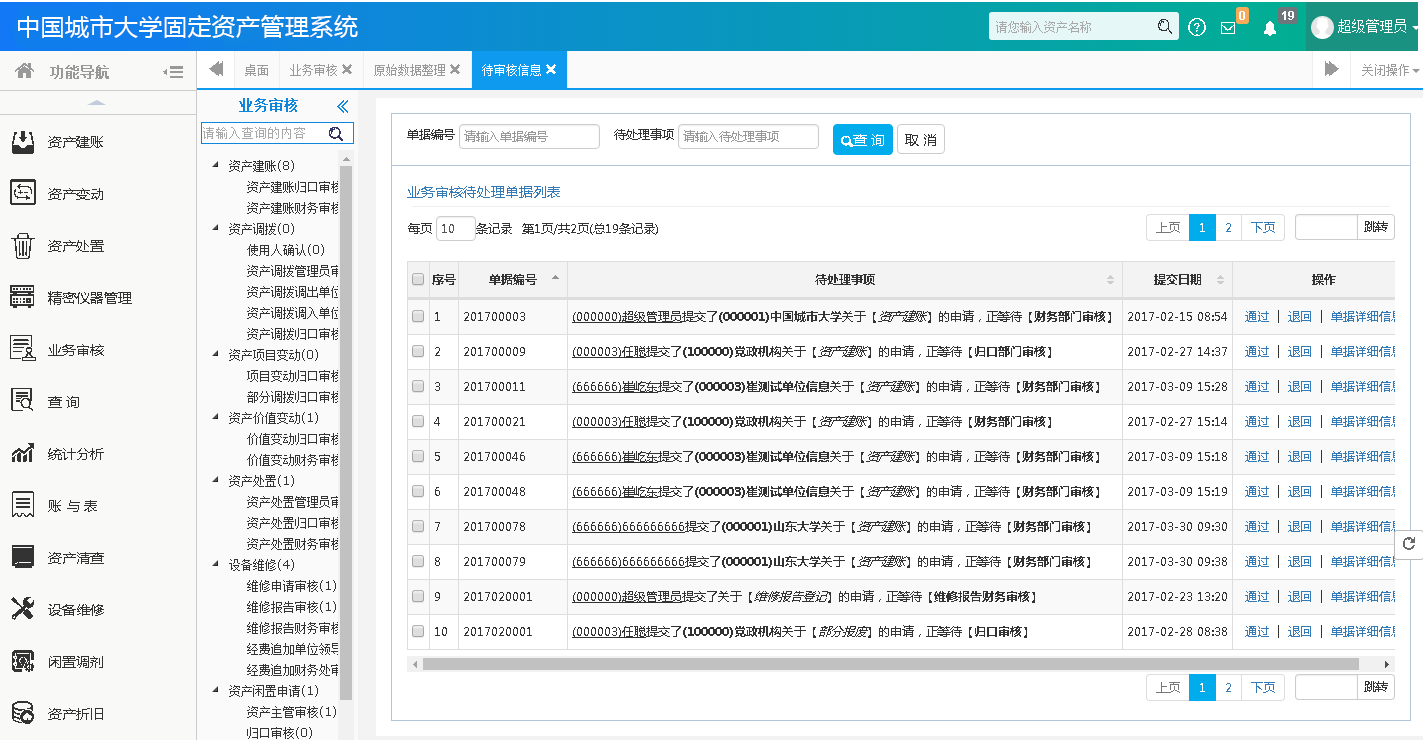 中国城市大学固定资产管理系统
请您输入资产名称
0
19
超级管理员
功能导航
桌面
业务审核
原始数据整理
待审核信息
关闭操作
资产建账
资产变动
资产处置
精密仪器管理
业务审核
查 询
统计分析
账 与 表
资产清查
设备维修
闲置调剂
资产折旧
业务审核
请输入查询的内容
资产建账(8)
资产建账归口审核
资产建账财务审核
资产调拨(0)
使用人确认(0)
资产调拨管理员审
资产调拨调出单位
资产调拨调入单位
资产调拨归口审核
资产项目变动(0)
项目变动归口审核
部分调拨归口审核
资产价值变动(1)
价值变动归口审核
价值变动财务审核
资产处置(1)
资产处置管理员审
资产处置归口审核
资产处置财务审核
设备维修(4)
维修申请审核(1)
维修报告审核(1)
维修报告财务审核
经费追加单位领导
经费追加财务处审
资产闲置申请(1)
资产主管审核(1)
归口审核(0)
单据编号 请输入单据编号 待处理事项 请输入待处理事项 查 询 取 消
业务审核待处理单据列表
每页 10 条记录 第1页/共2页(总19条记录) 上页 1 2 下页 跳转
序号 单据编号 待处理事项 提交日期 操作
1 201700003 (000000)超级管理员提交了(000001)中国城市大学关于【资产建账】的申请，正等待【财务部门审核】 2017-02-15 08:54 通过 | 退回 | 单据详细信息
2 201700009 (000003)任聪提交了(100000)党政机构关于【资产建账】的申请，正等待【归口部门审核】 2017-02-27 14:37 通过 | 退回 | 单据详细信息
3 201700011 (666666)崔屹东提交了(000003)崔测试单位信息关于【资产建账】的申请，正等待【财务部门审核】 2017-03-09 15:28 通过 | 退回 | 单据详细信息
4 201700021 (000003)任聪提交了(100000)党政机构关于【资产建账】的申请，正等待【财务部门审核】 2017-02-27 15:14 通过 | 退回 | 单据详细信息
5 201700046 (666666)崔屹东提交了(000003)崔测试单位信息关于【资产建账】的申请，正等待【财务部门审核】 2017-03-09 15:18 通过 | 退回 | 单据详细信息
6 201700048 (666666)崔屹东提交了(000003)崔测试单位信息关于【资产建账】的申请，正等待【财务部门审核】 2017-03-09 15:19 通过 | 退回 | 单据详细信息
7 201700078 (666666)666666666提交了(000001)山东大学关于【资产建账】的申请，正等待【财务部门审核】 2017-03-30 09:30 通过 | 退回 | 单据详细信息
8 201700079 (666666)666666666提交了(000001)山东大学关于【资产建账】的申请，正等待【财务部门审核】 2017-03-30 09:38 通过 | 退回 | 单据详细信息
9 2017020001 (000000)超级管理员提交了关于【维修报告登记】的申请，正等待【维修报告财务审核】 2017-02-23 13:20 通过 | 退回 | 单据详细信息
10 2017020001 (000003)任聪提交了(100000)党政机构关于【部分报废】的申请，正等待【归口审核】 2017-02-28 08:38 通过 | 退回 | 单据详细信息
上页 1 2 下页 跳转